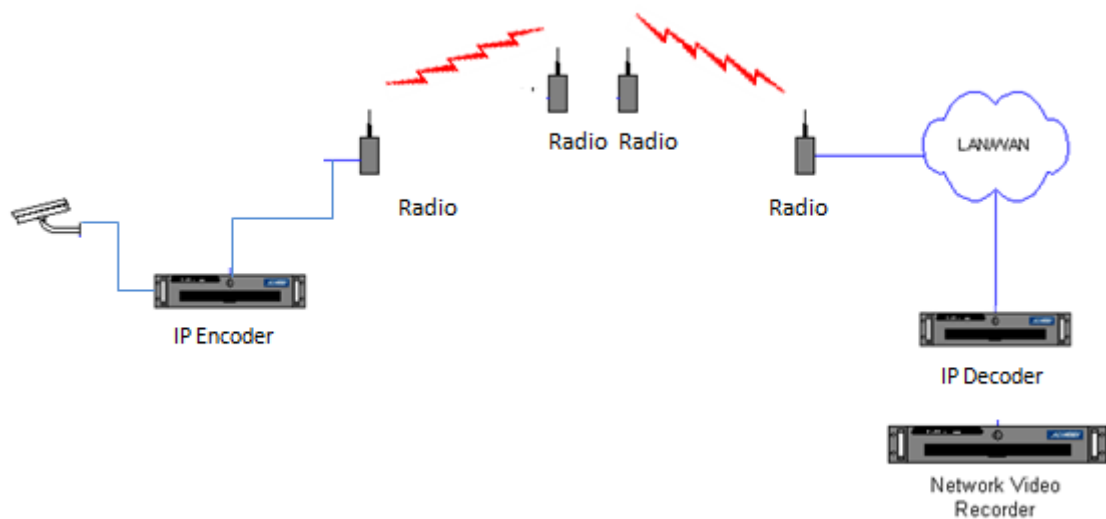 Radio Radio
LAN/WAN
Radio
Radio
IP Encoder
IP Decoder
Network Video
Recorder